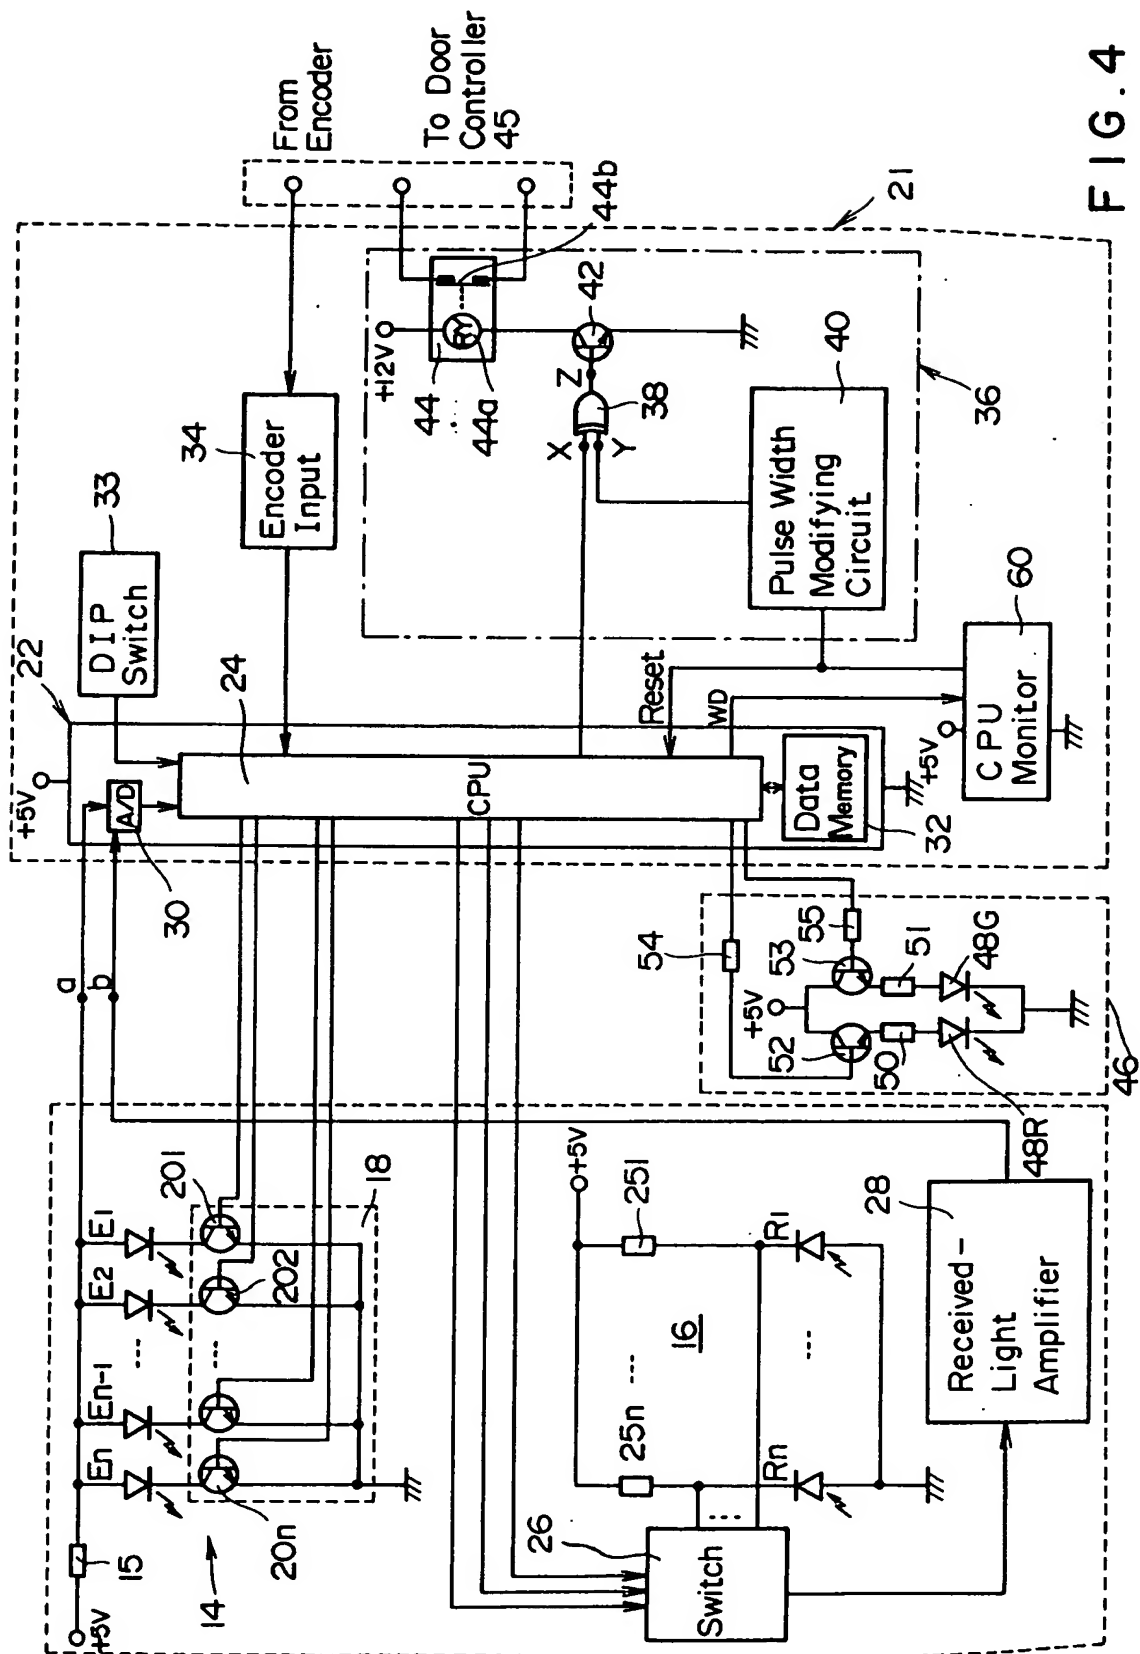 +5V
15
En
En-1
E2
E1
14
20n
202
201
18
a
b
26
Switch
25n
251
+5V
16
Rn
R1
Received-
Light
Amplifier
28
30
A/D
+5V
22
DIP
Switch
33
24
CPU
Encoder
Input
34
From
Encoder
To Door
Controller
45
+12V
44
44a
RY
44b
42
Z
X
Y
38
Pulse Width
Modifying
Circuit
40
36
21
Reset
WD
Data
Memory
32
+5V
CPU
Monitor
60
54
55
+5V
52
53
50
51
48R
48G
46
FIG. 4